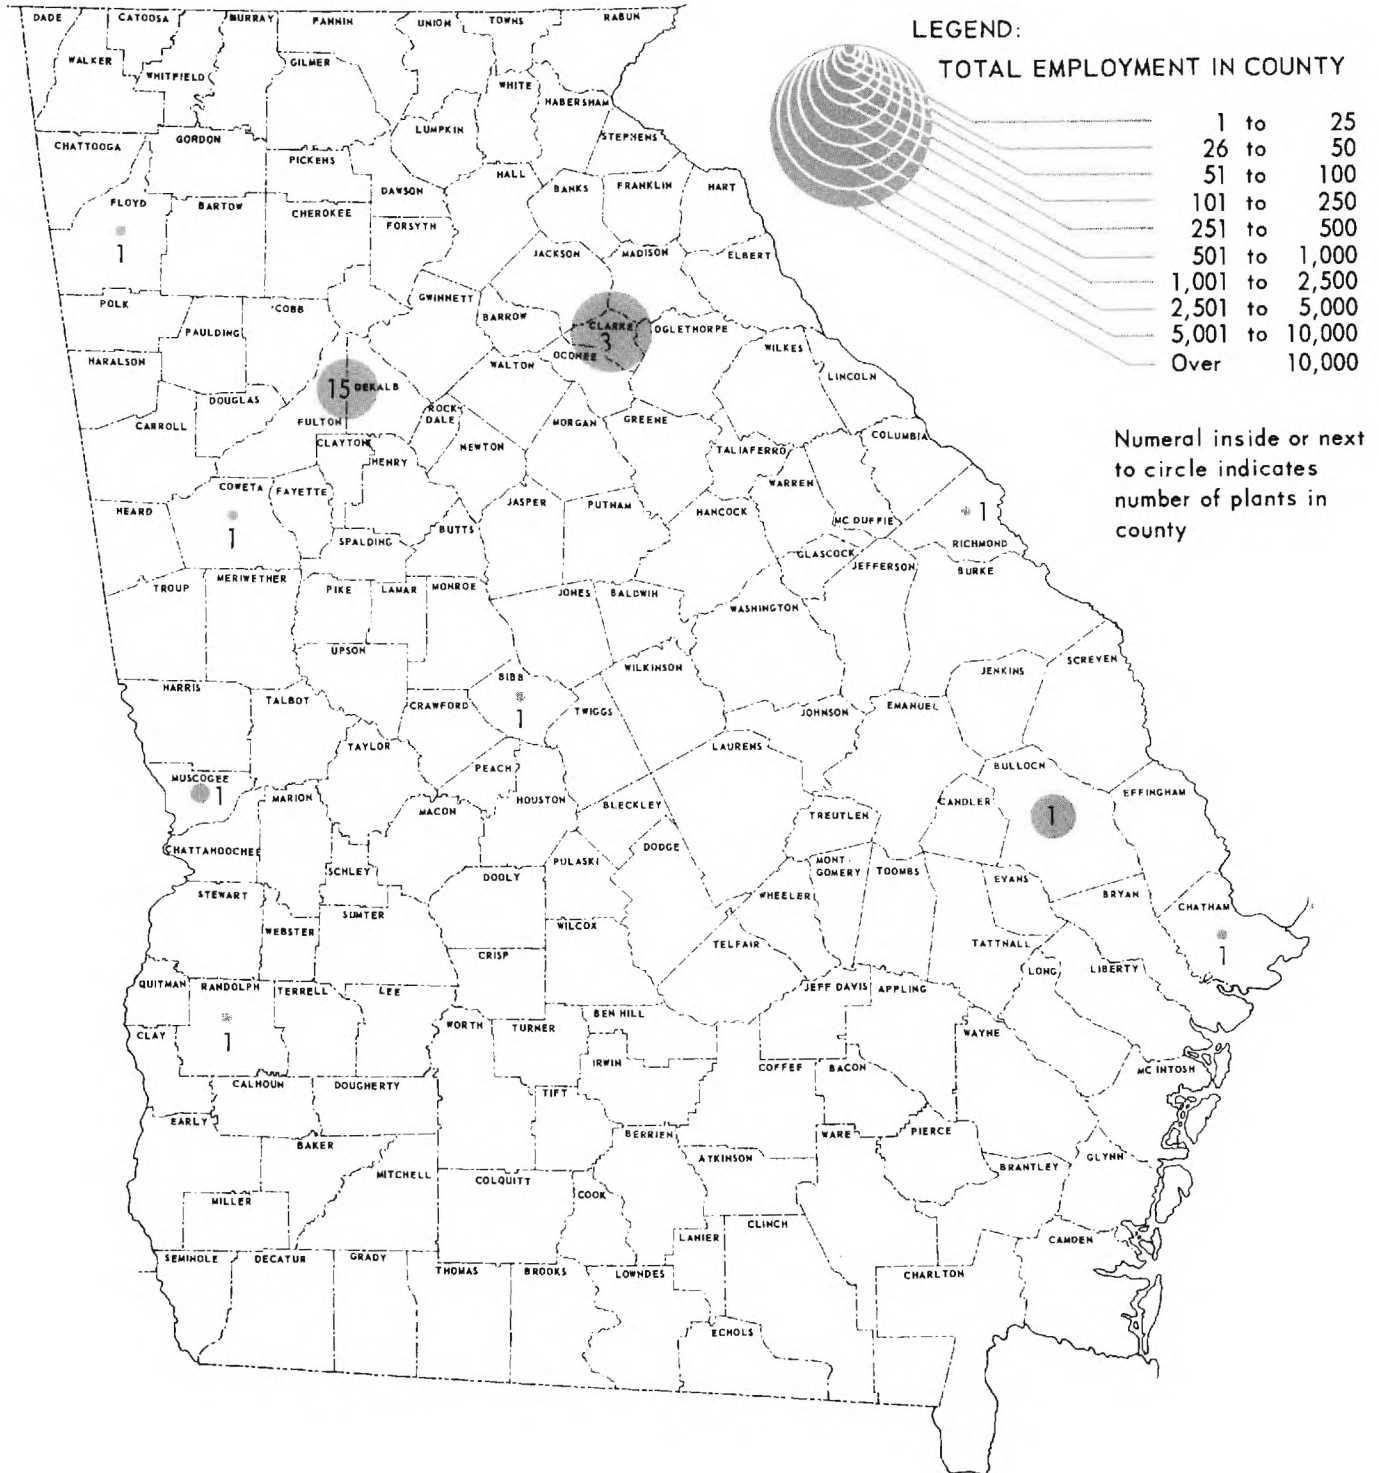 LEGEND:
TOTAL EMPLOYMENT IN COUNTY
1 to 25
26 to 50
51 to 100
101 to 250
251 to 500
501 to 1,000
1,001 to 2,500
2,501 to 5,000
5,001 to 10,000
Over 10,000
Numeral inside or next
to circle indicates
number of plants in
county
DADE
CATOOSA
MURRAY
FANNIN
UNION
TOWNS
RABUN
WALKER
WHITFIELD
GILMER
WHITE
HABERSHAM
LUMPKIN
STEPHENS
CHATTOOGA
GORDON
PICKENS
DAWSON
HALL
BANKS
FRANKLIN
HART
FLOYD
1
BARTOW
CHEROKEE
FORSYTH
JACKSON
MADISON
ELBERT
POLK
COBB
GWINNETT
BARROW
CLARKE
3
OGLETHORPE
PAULDING
OCONEE
WILKES
HARALSON
WALTON
LINCOLN
15
DEKALB
DOUGLAS
FULTON
ROCK-
DALE
CARROLL
CLAYTON
NEWTON
MORGAN
GREENE
COLUMBIA
HENRY
TALIAFERRO
WARREN
COWETA
1
FAYETTE
HEARD
BUTTS
JASPER
PUTNAM
HANCOCK
MC DUFFIE
1
RICHMOND
SPALDING
GLASCOCK
JEFFERSON
BURKE
TROUP
MERIWETHER
PIKE
LAMAR
MONROE
JONES
BALDWIN
WASHINGTON
UPSON
WILKINSON
JENKINS
SCREVEN
HARRIS
TALBOT
CRAWFORD
BIBB
1
TWIGGS
JOHNSON
EMANUEL
TAYLOR
LAURENS
PEACH
BULLOCH
1
MUSCOGEE
1
MARION
MACON
HOUSTON
BLECKLEY
TREUTLEN
CANDLER
EFFINGHAM
CHATTAHOOCHEE
SCHLEY
DOOLY
PULASKI
DODGE
MONT-
GOMERY
TOOMBS
EVANS
STEWART
WEBSTER
SUMTER
WHEELER
BRYAN
CHATHAM
1
WILCOX
TELFAIR
TATTNALL
CRISP
LONG
LIBERTY
QUITMAN
RANDOLPH
1
TERRELL
LEE
JEFF DAVIS
APPLING
CLAY
WORTH
TURNER
BEN HILL
WAYNE
IRWIN
COFFEE
BACON
MC INTOSH
CALHOUN
DOUGHERTY
TIFT
EARLY
BAKER
BERRIEN
WARE
PIERCE
MITCHELL
ATKINSON
BRANTLEY
GLYNN
COLQUITT
COOK
MILLER
CLINCH
LANIER
CAMDEN
SEMINOLE
DECATUR
GRADY
THOMAS
BROOKS
LOWNDES
CHARLTON
ECHOLS